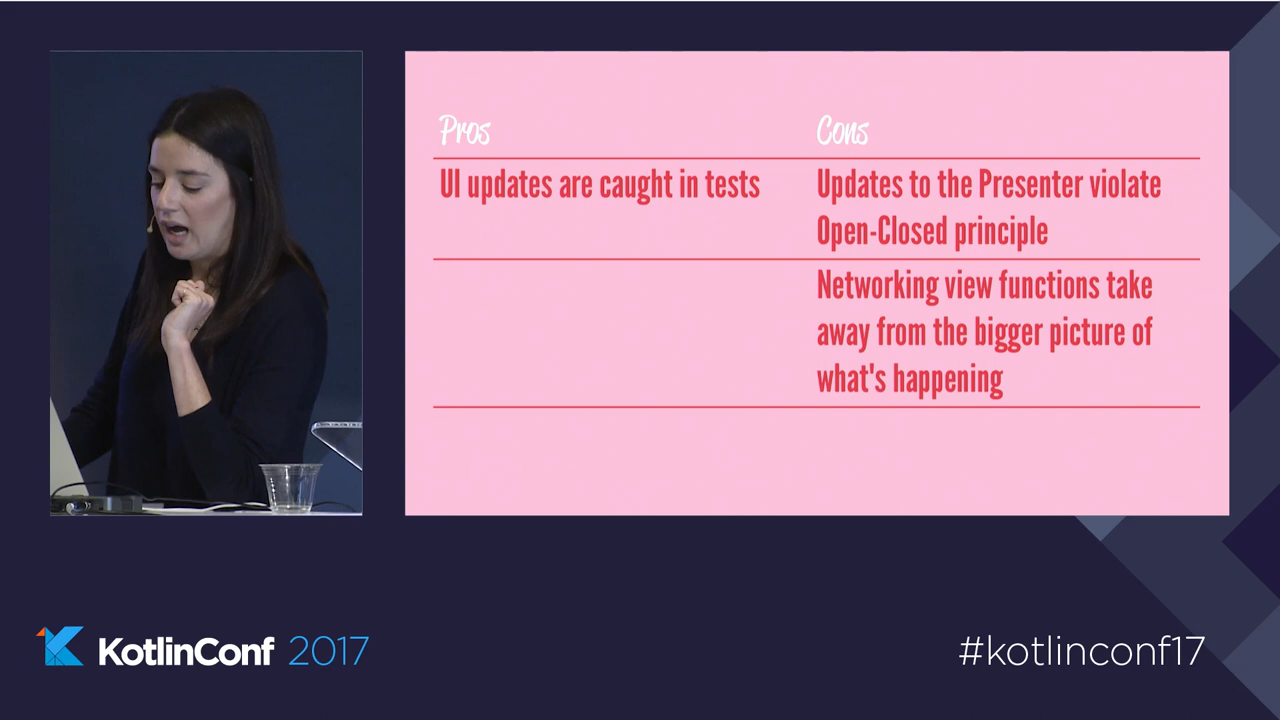 Pros
Cons
UI updates are caught in tests
Updates to the Presenter violate
Open-Closed principle
Networking view functions take
away from the bigger picture of
what's happening
KotlinConf 2017
#kotlinconf17